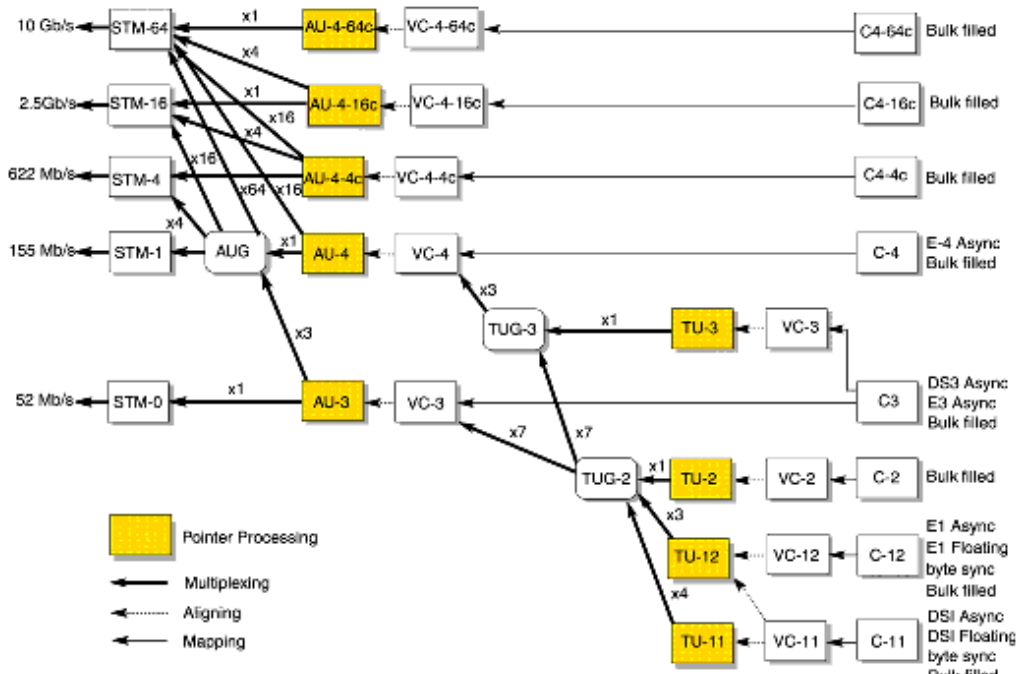 10 Gb/s STM-64 x1 AU-4-64c VC-4-64c C4-64c Bulk filled
x4
2.5Gb/s STM-16 x1 AU-4-16c VC-4-16c C4-16c Bulk filled
x16
x4
x16
622 Mb/s STM-4 AU-4-4c VC-4-4c C4-4c Bulk filled
x64 x16
x4
155 Mb/s STM-1 AUG x1 AU-4 VC-4 C-4 E-4 Async
Bulk filled
x3
TUG-3 x1 TU-3 VC-3
x3
52 Mb/s STM-0 x1 AU-3 VC-3 C3 DS3 Async
E3 Async
Bulk filled
x7 x7
TUG-2 x1 TU-2 VC-2 C-2 Bulk filled
x3
TU-12 VC-12 C-12 E1 Async
E1 Floating
byte sync
Bulk filled
x4
TU-11 VC-11 C-11 DSI Async
DSI Floating
byte sync
Bulk filled
Pointer Processing
Multiplexing
Aligning
Mapping